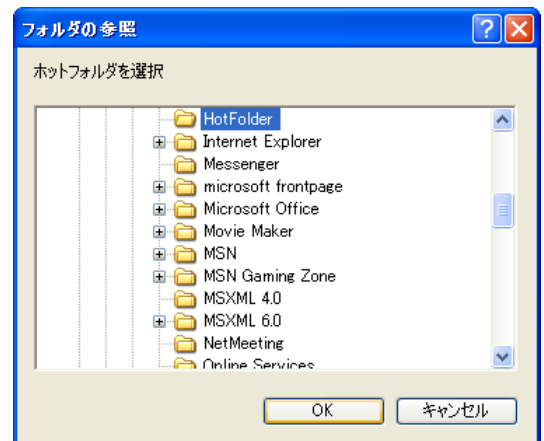 フォルダの参照
ホットフォルダを選択
HotFolder
Internet Explorer
Messenger
microsoft frontpage
Microsoft Office
Movie Maker
MSN
MSN Gaming Zone
MSXML 4.0
MSXML 6.0
NetMeeting
Online Services
OK
キャンセル